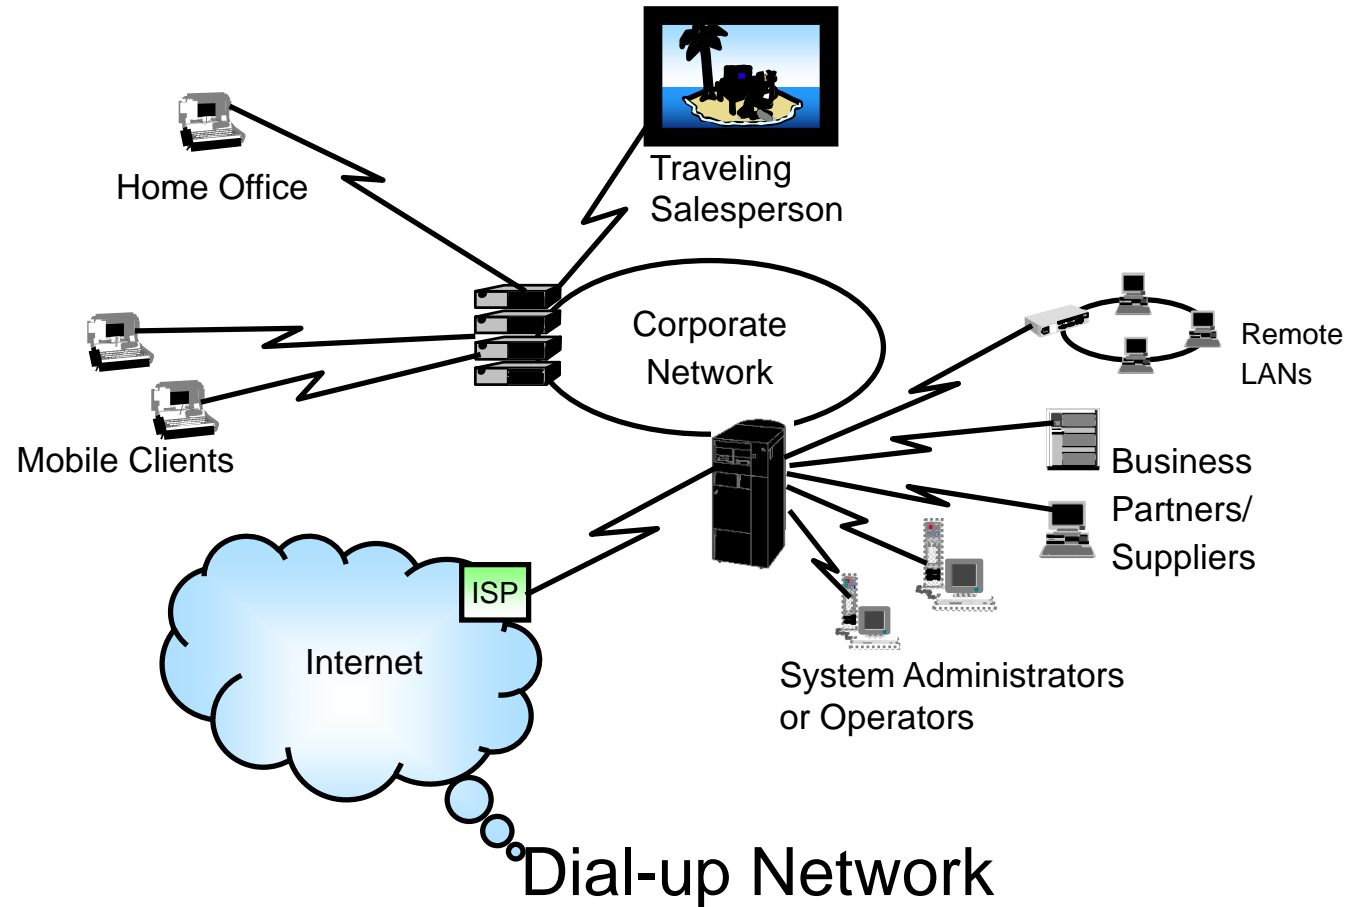 Home Office
Traveling
Salesperson
Corporate
Network
Remote
LANs
Mobile Clients
Business
Partners/
Suppliers
ISP
Internet
System Administrators
or Operators
Dial-up Network